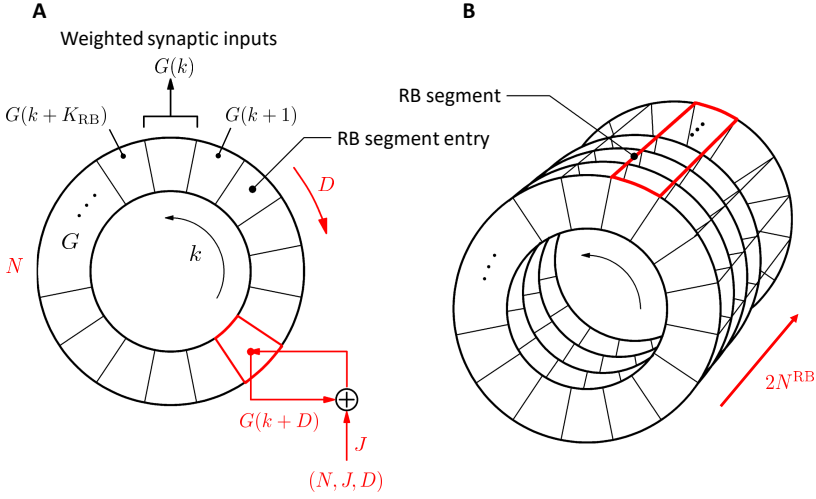 A
Weighted synaptic inputs
G(k)
G(k + K_RB)
G(k+1)
RB segment entry
D
G
k
N
G(k + D)
J
(N, J, D)
B
RB segment
2N^RB